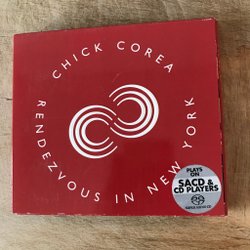 CHICK COREA
RENDEZVOUS IN NEW YORK
PLAYS
ON
SACD &
CD PLAYERS